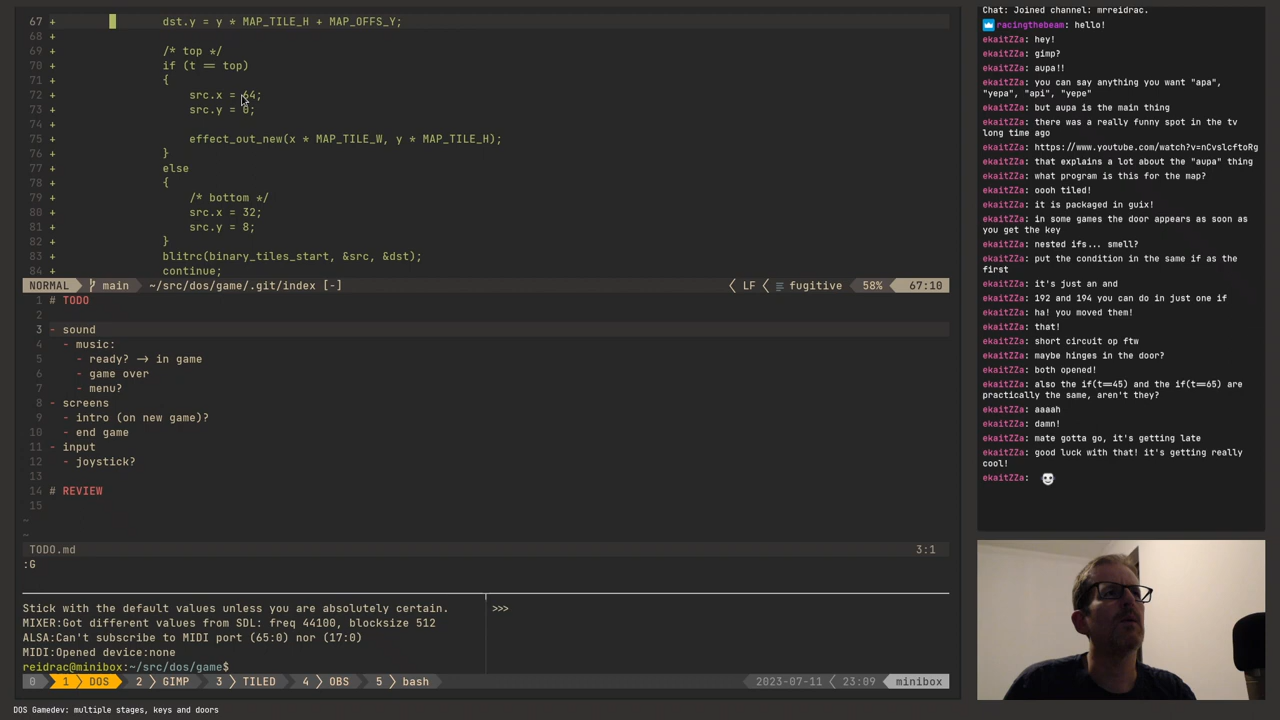 67 +                 dst.y = y * MAP_TILE_H + MAP_OFFS_Y;
68 +
69 +                 /* top */
70 +                 if (t == top)
71 +                 {
72 +                     src.x = 64;
73 +                     src.y = 0;
74 +
75 +                     effect_out_new(x * MAP_TILE_W, y * MAP_TILE_H);
76 +                 }
77 +                 else
78 +                 {
79 +                     /* bottom */
80 +                     src.x = 32;
81 +                     src.y = 8;
82 +                 }
83 +                 blitrc(binary_tiles_start, &src, &dst);
84 +                 continue;
NORMAL main ~/src/dos/game/.git/index [-] LF fugitive 58% 67:10
1 # TODO
2
3 - sound
4   - music:
5     - ready? -> in game
6     - game over
7     - menu?
8 - screens
9   - intro (on new game)?
10   - end game
11 - input
12   - joystick?
13
14 # REVIEW
15
~
~
TODO.md 3:1
:G
Stick with the default values unless you are absolutely certain.
MIXER:Got different values from SDL: freq 44100, blocksize 512
ALSA:Can't subscribe to MIDI port (65:0) nor (17:0)
MIDI:Opened device:none
reidrac@minibox:~/src/dos/game$
>>>
0 1 DOS 2 GIMP 3 TILED 4 OBS 5 bash 2023-07-11 23:09 minibox
DOS Gamedev: multiple stages, keys and doors
Chat: Joined channel: mrreidrac.
racingthebeam: hello!
ekaitZZa: hey!
ekaitZZa: gimp?
ekaitZZa: aupa!!
ekaitZZa: you can say anything you want "apa",
"yepa", "api", "yepe"
ekaitZZa: but aupa is the main thing
ekaitZZa: there was a really funny spot in the tv
long time ago
ekaitZZa: https://www.youtube.com/watch?v=nCvslcftoRg
ekaitZZa: that explains a lot about the "aupa" thing
ekaitZZa: what program is this for the map?
ekaitZZa: oooh tiled!
ekaitZZa: it is packaged in guix!
ekaitZZa: in some games the door appears as soon as
you get the key
ekaitZZa: nested ifs... smell?
ekaitZZa: put the condition in the same if as the
first
ekaitZZa: it's just an and
ekaitZZa: 192 and 194 you can do in just one if
ekaitZZa: ha! you moved them!
ekaitZZa: that!
ekaitZZa: short circuit op ftw
ekaitZZa: maybe hinges in the door?
ekaitZZa: both opened!
ekaitZZa: also the if(t==45) and the if(t==65) are
practically the same, aren't they?
ekaitZZa: aaaah
ekaitZZa: damn!
ekaitZZa: mate gotta go, it's getting late
ekaitZZa: good luck with that! it's getting really
cool!
ekaitZZa: